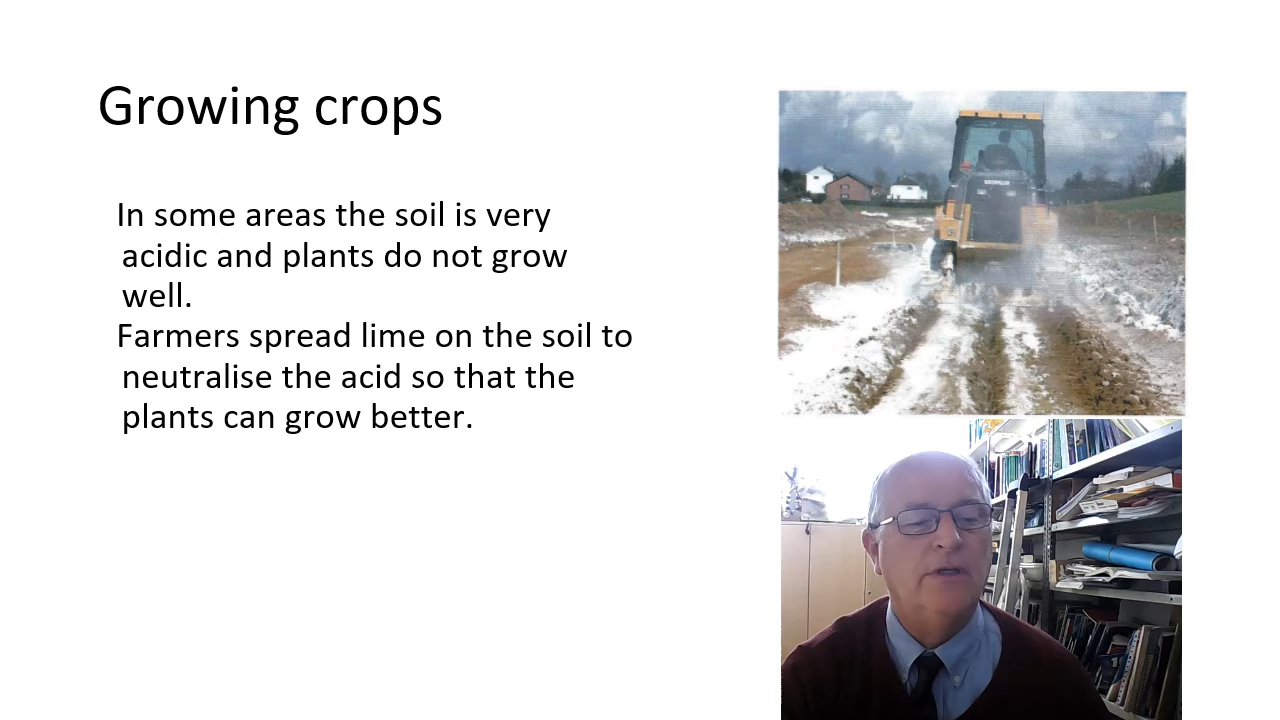 Growing crops
In some areas the soil is very
acidic and plants do not grow
well.
Farmers spread lime on the soil to
neutralise the acid so that the
plants can grow better.